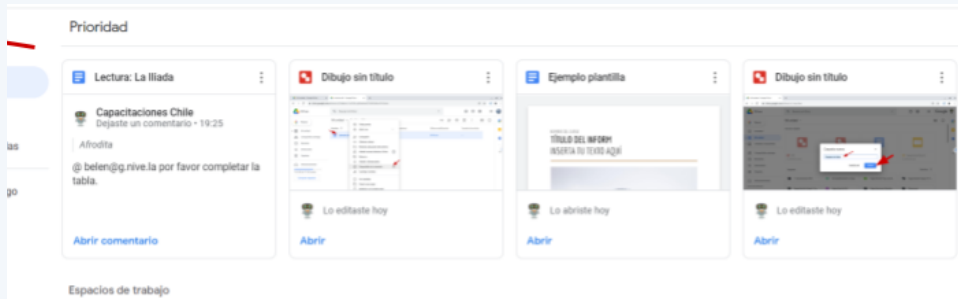 Prioridad
Lectura: La Iliada
Capacitaciones Chile
Dejaste un comentario • 19:25
Afrodita
@ belen@g.nive.la por favor completar la
tabla.
Abrir comentario
Dibujo sin título
Lo editaste hoy
Abrir
Ejemplo plantilla
TÍTULO DEL INFORM
INSERTA TU TEXTO AQUÍ
Lo abriste hoy
Abrir
Dibujo sin título
Lo editaste hoy
Abrir
las
go
Espacios de trabajo